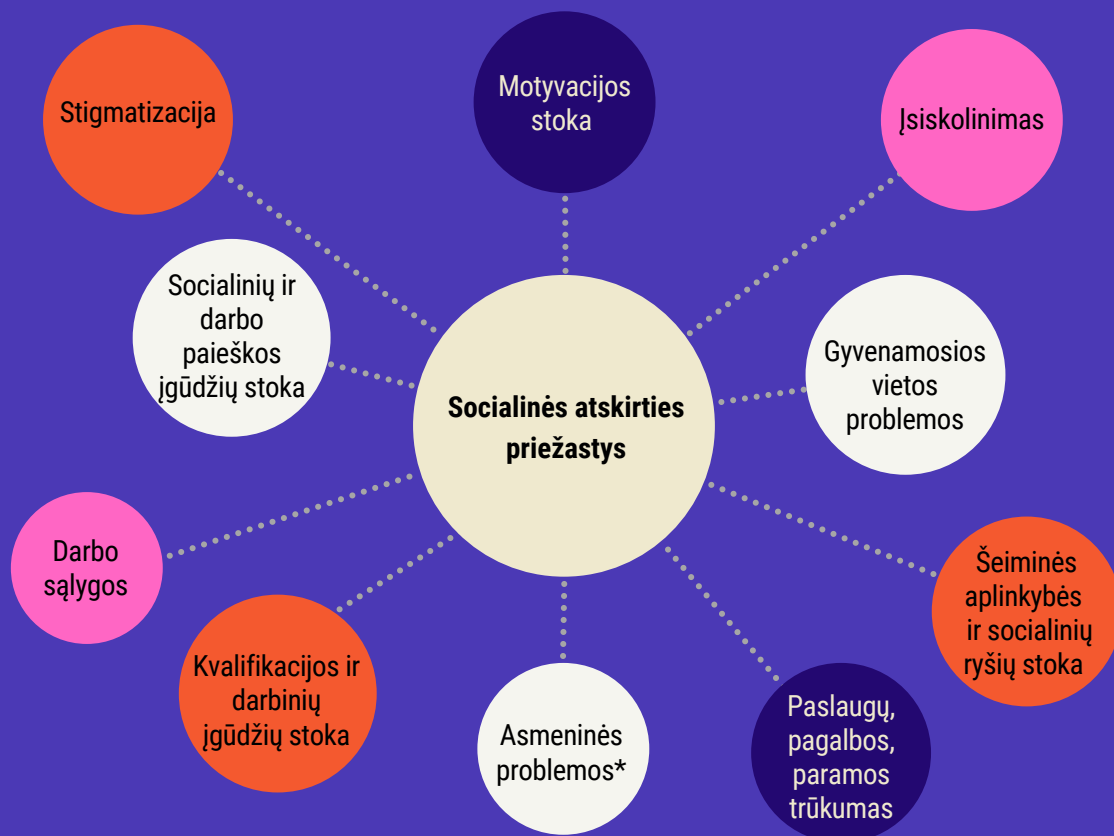 Stigmatizacija
Motyvacijos
stoka
Įsiskolinimas
Socialinių ir
darbo
paieškos
įgūdžių stoka
Gyvenamosios
vietos
problemos
Socialinės atskirties
priežastys
Darbo
sąlygos
Šeiminės
aplinkybės
ir socialinių
ryšių stoka
Kvalifikacijos ir
darbinių
įgūdžių stoka
Asmeninės
problemos*
Paslaugų,
pagalbos,
paramos
trūkumas